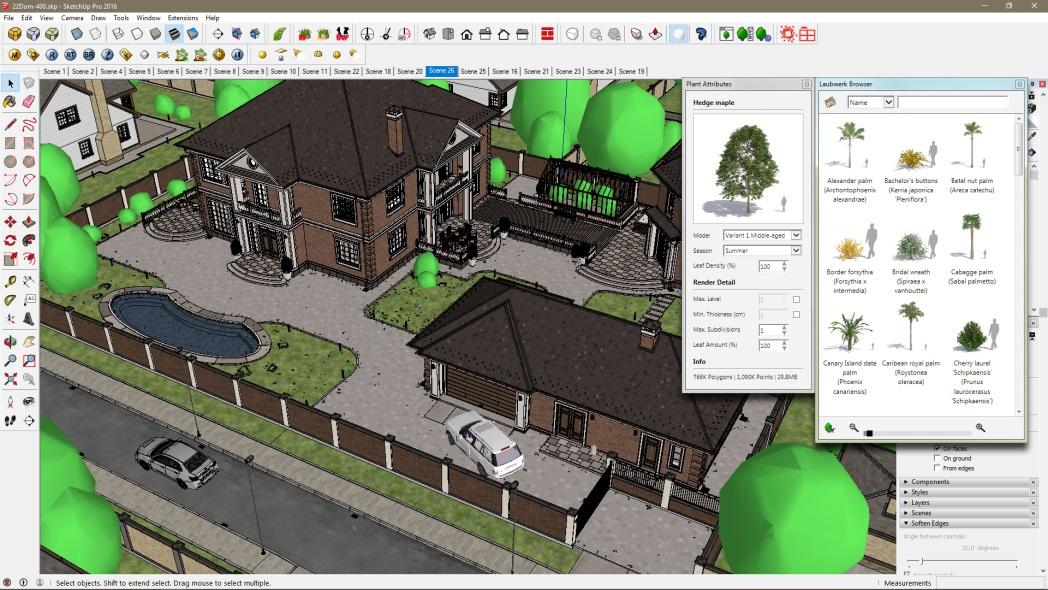 22Dom-400.skp - SketchUp Pro 2016
File Edit View Camera Draw Tools Window Extensions Help
Scene 1 Scene 2 Scene 4 Scene 5 Scene 6 Scene 7 Scene 8 Scene 9 Scene 10 Scene 11 Scene 22 Scene 18 Scene 20 Scene 26 Scene 25 Scene 16 Scene 21 Scene 23 Scene 24 Scene 19
Plant Attributes
Hedge maple
Model Variant 1 Middle-aged
Season Summer
Leaf Density (%) 100
Render Detail
Max. Level
Min. Thickness (cm)
Max. Subdivisions 1
Leaf Amount (%) 100
Info
766K Polygons | 1,090K Points | 29.8MB
Laubwerk Browser
Name
Alexander palm
(Archontophoenix
alexandrae)
Bachelor's buttons
(Kerria japonica
'Pleniflora')
Betel nut palm
(Areca catechu)
Border forsythia
(Forsythia x
intermedia)
Bridal wreath
(Spiraea x
vanhouttei)
Cabagge palm
(Sabal palmetto)
Canary Island date
palm
(Phoenix
canariensis)
Caribean royal palm
(Roystonea
oleracea)
Cherry laurel
'Schipkaensis'
(Prunus
laurocerasus
'Schipkaensis')
On faces
On ground
From edges
Components
Styles
Layers
Scenes
Soften Edges
Angle between normals:
20,0 degrees
Select objects. Shift to extend select. Drag mouse to select multiple.
Measurements